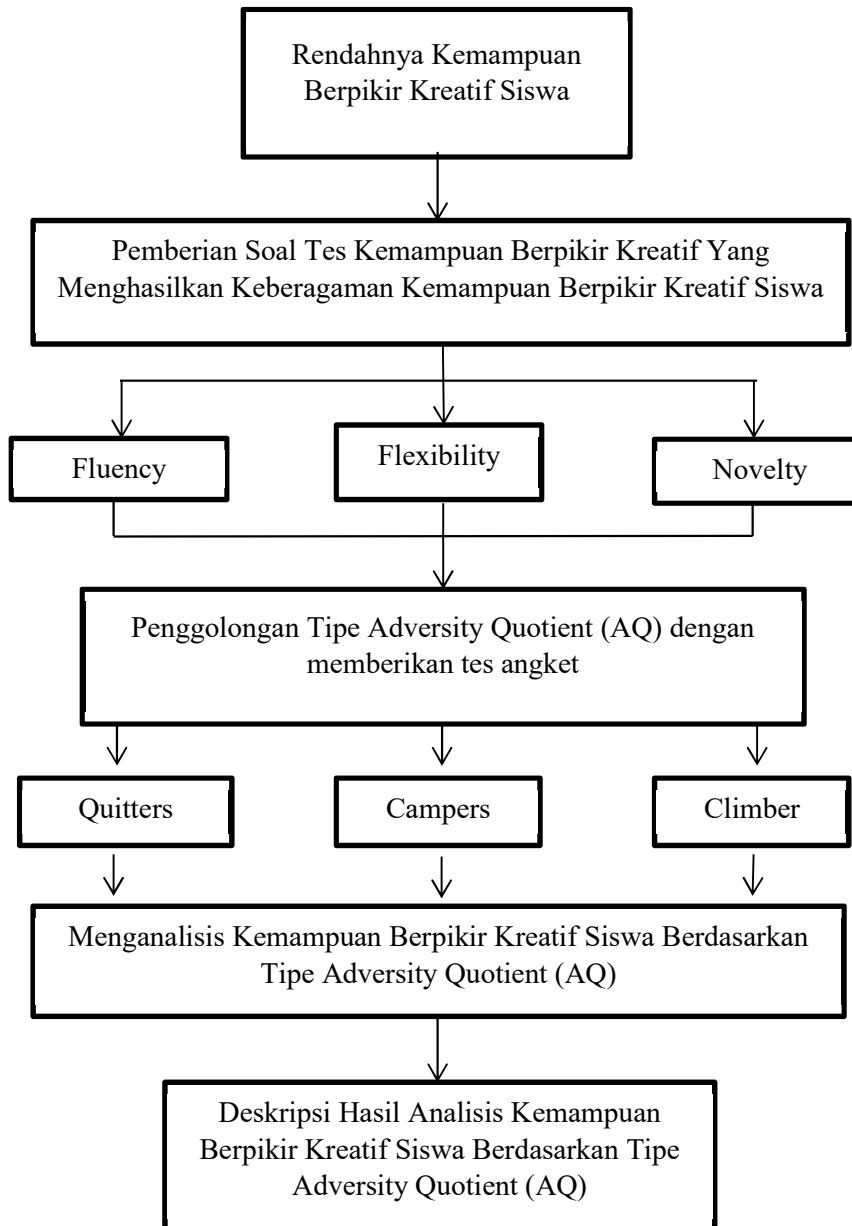 Rendahnya Kemampuan
Berpikir Kreatif Siswa
Pemberian Soal Tes Kemampuan Berpikir Kreatif Yang
Menghasilkan Keberagaman Kemampuan Berpikir Kreatif Siswa
Fluency
Flexibility
Novelty
Penggolongan Tipe Adversity Quotient (AQ) dengan
memberikan tes angket
Quitters
Campers
Climber
Menganalisis Kemampuan Berpikir Kreatif Siswa Berdasarkan
Tipe Adversity Quotient (AQ)
Deskripsi Hasil Analisis Kemampuan
Berpikir Kreatif Siswa Berdasarkan Tipe
Adversity Quotient (AQ)